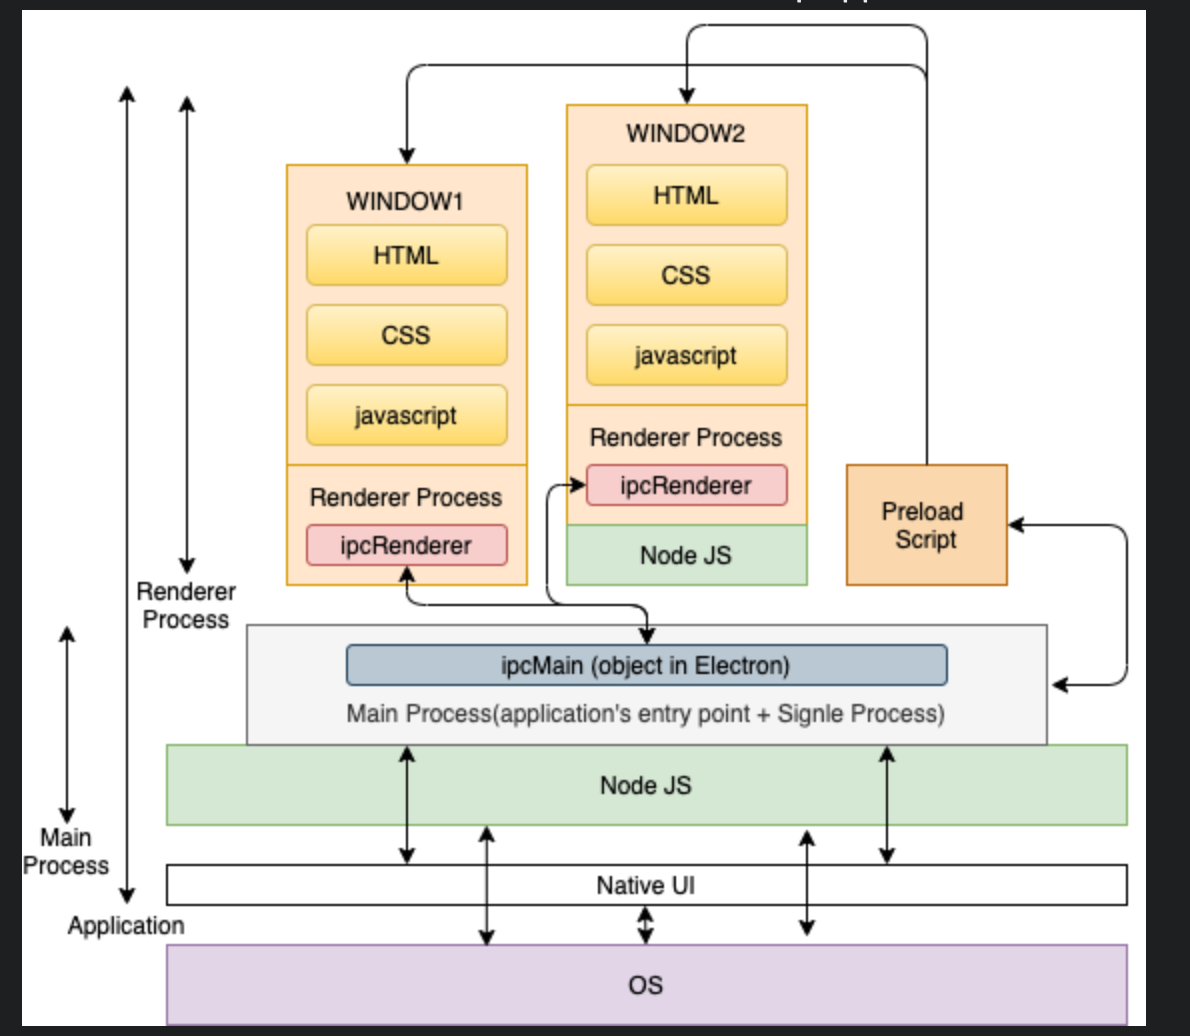 WINDOW2
HTML
CSS
javascript
Renderer Process
ipcRenderer
Node JS
WINDOW1
HTML
CSS
javascript
Renderer Process
ipcRenderer
Preload
Script
Renderer
Process
ipcMain (object in Electron)
Main Process(application's entry point + Signle Process)
Node JS
Main
Process
Native UI
Application
OS